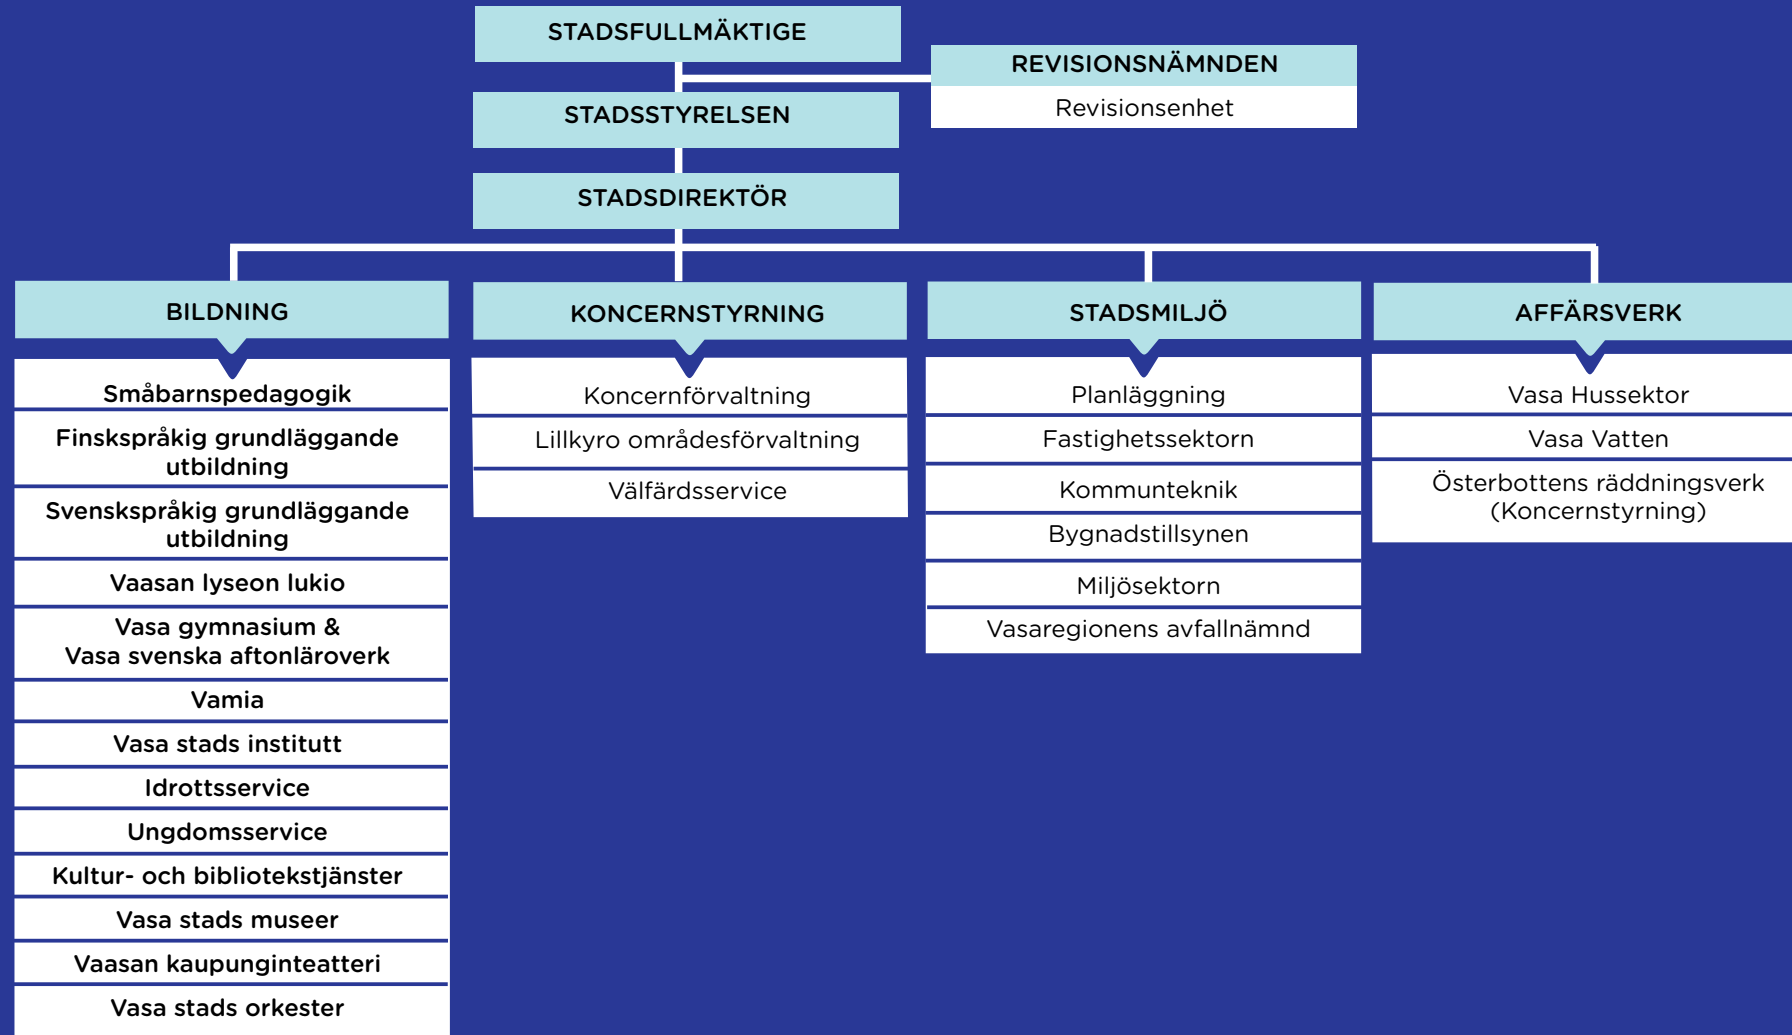 STADSFULLMÄKTIGE
REVISIONSNÄMNDEN
Revisionsenhet
STADSSTYRELSEN
STADSDIREKTÖR
BILDNING
Småbarnspedagogik
Finskspråkig grundläggande
utbildning
Svenskspråkig grundläggande
utbildning
Vaasan lyseon lukio
Vasa gymnasium &
Vasa svenska aftonläroverk
Vamia
Vasa stads institutt
Idrottsservice
Ungdomsservice
Kultur- och bibliotekstjänster
Vasa stads museer
Vaasan kaupunginteatteri
Vasa stads orkester
KONCERNSTYRNING
Koncernförvaltning
Lillkyro områdesförvaltning
Välfärdsservice
STADSMILJÖ
Planläggning
Fastighetssektorn
Kommunteknik
Bygnadstillsynen
Miljösektorn
Vasaregionens avfallnämnd
AFFÄRSVERK
Vasa Hussektor
Vasa Vatten
Österbottens räddningsverk
(Koncernstyrning)